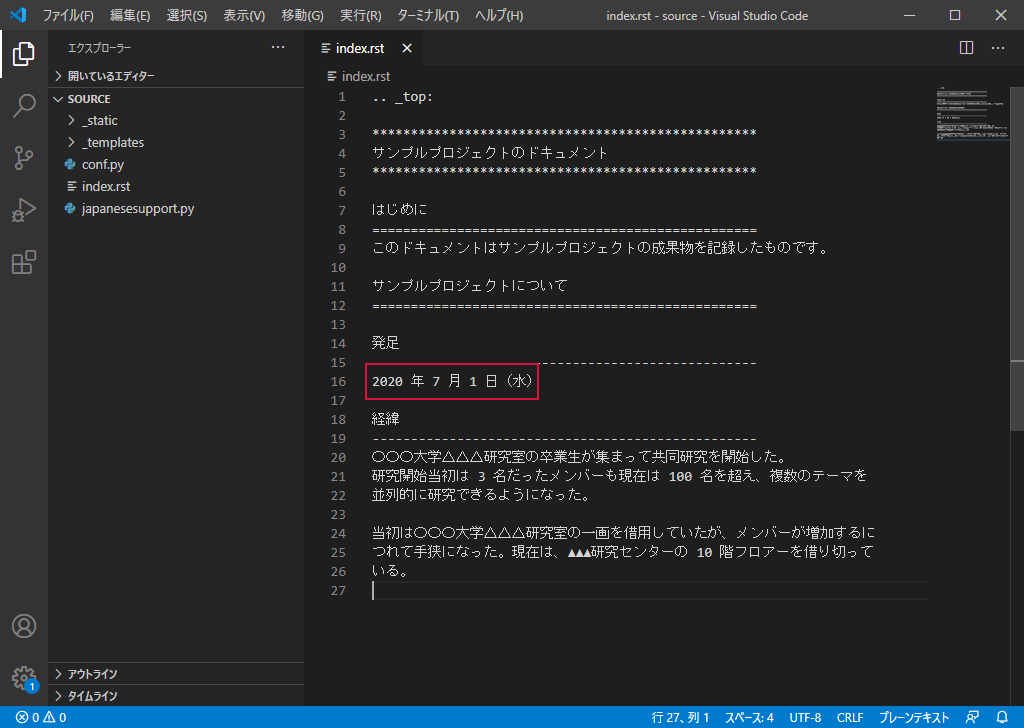 ファイル(F) 編集(E) 選択(S) 表示(V) 移動(G) 実行(R) ターミナル(T) ヘルプ(H) index.rst - source - Visual Studio Code
エクスプローラー
開いているエディター
SOURCE
_static
_templates
conf.py
index.rst
japanesesupport.py
アウトライン
タイムライン
1
index.rst
index.rst
1 .. _top:
2
3 **************************************************
4 サンプルプロジェクトのドキュメント
5 **************************************************
6
7 はじめに
8 ==================================================
9 このドキュメントはサンプルプロジェクトの成果物を記録したものです。
10
11 サンプルプロジェクトについて
12 ==================================================
13
14 発足
15 --------------------------------------------------
16 2020 年 7 月 1 日（水）
17
18 経緯
19 --------------------------------------------------
20 〇〇〇大学△△△研究室の卒業生が集まって共同研究を開始した。
21 研究開始当初は 3 名だったメンバーも現在は 100 名を超え、複数のテーマを
22 並列的に研究できるようになった。
23
24 当初は〇〇〇大学△△△研究室の一画を借用していたが、メンバーが増加するに
25 つれて手狭になった。現在は、▲▲▲研究センターの 10 階フロアーを借り切って
26 いる。
27
0 0 行 27、列 1 スペース: 4 UTF-8 CRLF プレーンテキスト